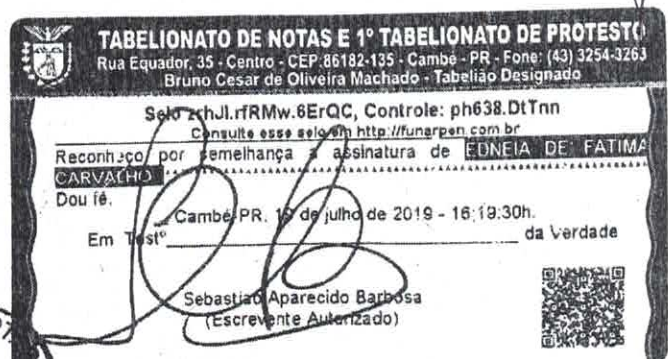 TABELIONATO DE NOTAS E 1º TABELIONATO DE PROTESTO
Rua Equador, 35 - Centro - CEP:86182-135 - Cambé - PR - Fone: (43) 3254-3263
Bruno Cesar de Oliveira Machado - Tabelião Designado
Selo zchJl.rfRMw.6ErQC, Controle: ph638.DtTnn
Consulte esse selo em http://funarpen.com.br
Reconheço por semelhança a assinatura de EDNEIA DE FATIMA
CARVALHO
Dou fé.
Cambé-PR, 19 de julho de 2019 - 16:19:30h.
Em Testº da Verdade
Sebastião Aparecido Barbosa
(Escrevente Autorizado)